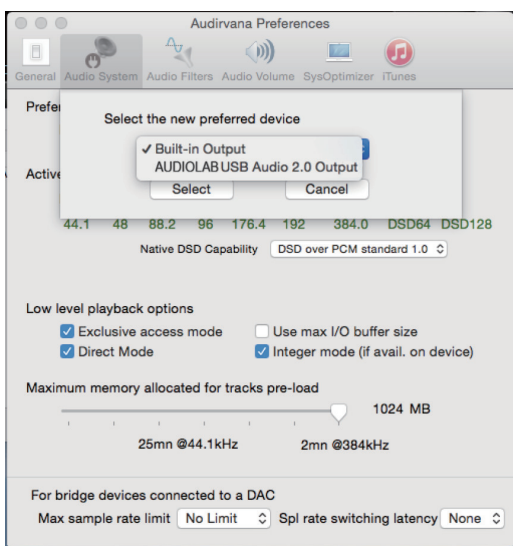 Audirvana Preferences
General Audio System Audio Filters Audio Volume SysOptimizer iTunes
Prefe
Select the new preferred device
✓ Built-in Output
AUDIOLAB USB Audio 2.0 Output
Active
Select Cancel
44.1 48 88.2 96 176.4 192 384.0 DSD64 DSD128
Native DSD Capability DSD over PCM standard 1.0
Low level playback options
Exclusive access mode Use max I/O buffer size
Direct Mode Integer mode (if avail. on device)
Maximum memory allocated for tracks pre-load
1024 MB
25mn @44.1kHz 2mn @384kHz
For bridge devices connected to a DAC
Max sample rate limit No Limit Spl rate switching latency None